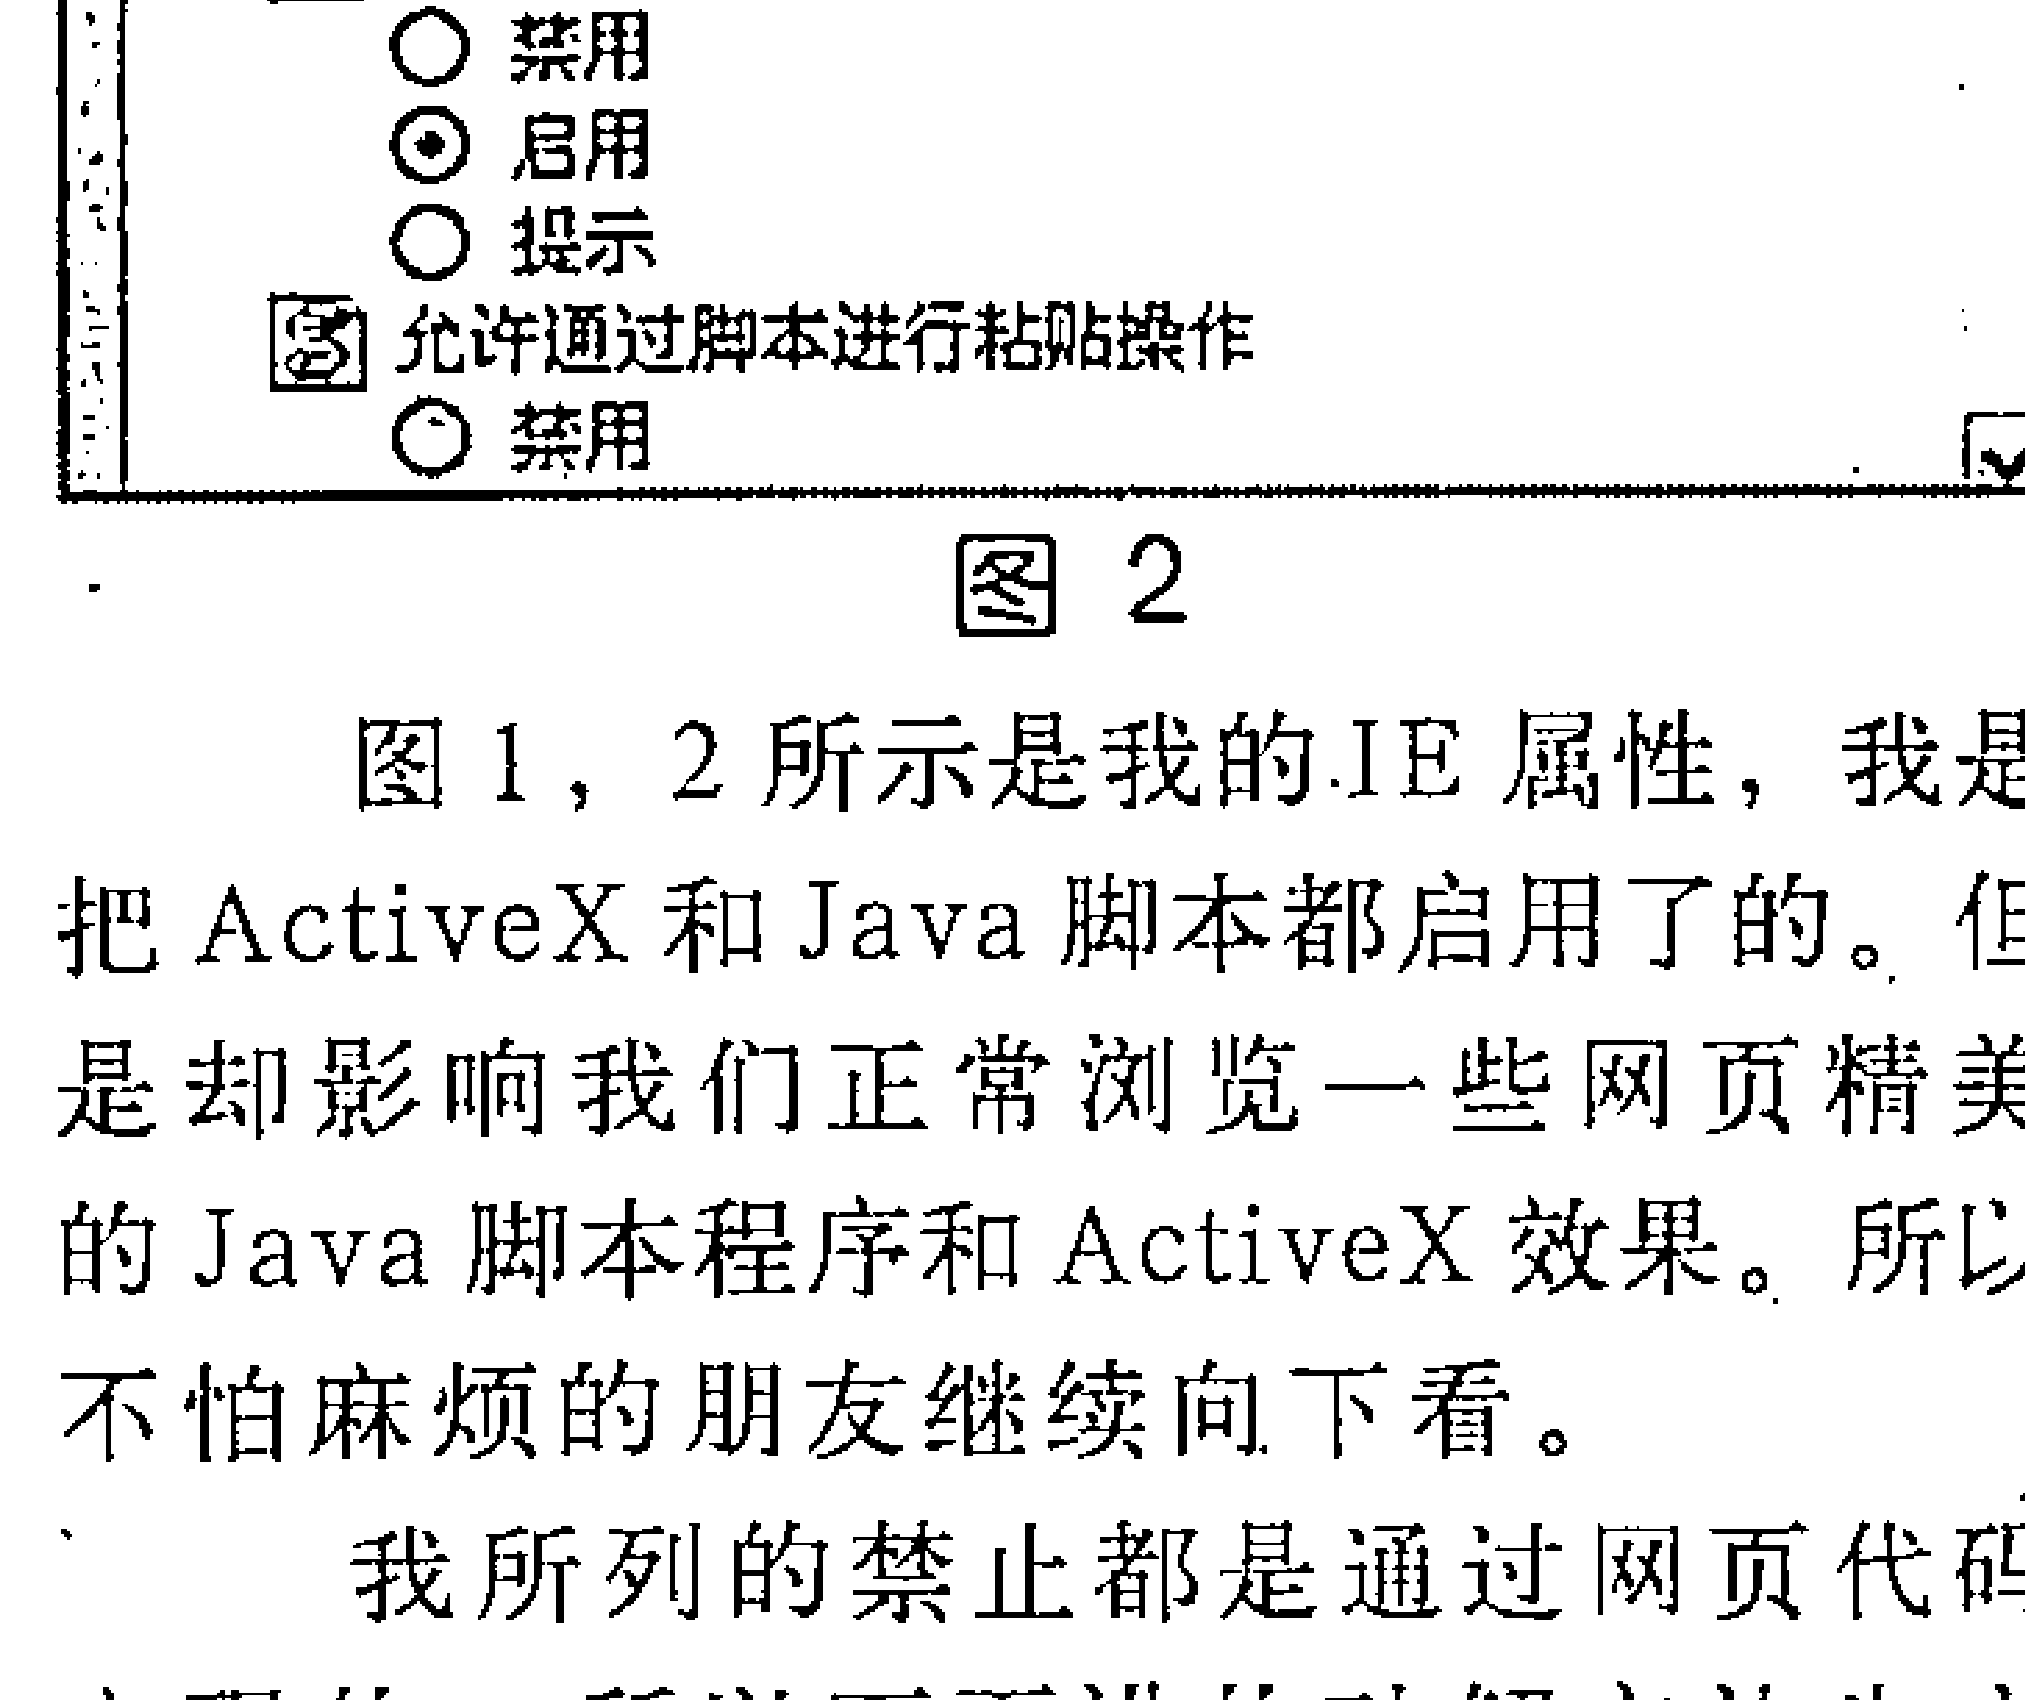 禁用
启用
提示
允许通过脚本进行粘贴操作
禁用
图 2
图 1，2 所示是我的 IE 属性，我是
把 ActiveX 和 Java 脚本都启用了的。但
是却影响我们正常浏览一些网页精美
的 Java 脚本程序和 ActiveX 效果。所以
不怕麻烦的朋友继续向下看。
我所列的禁止都是通过网页代码